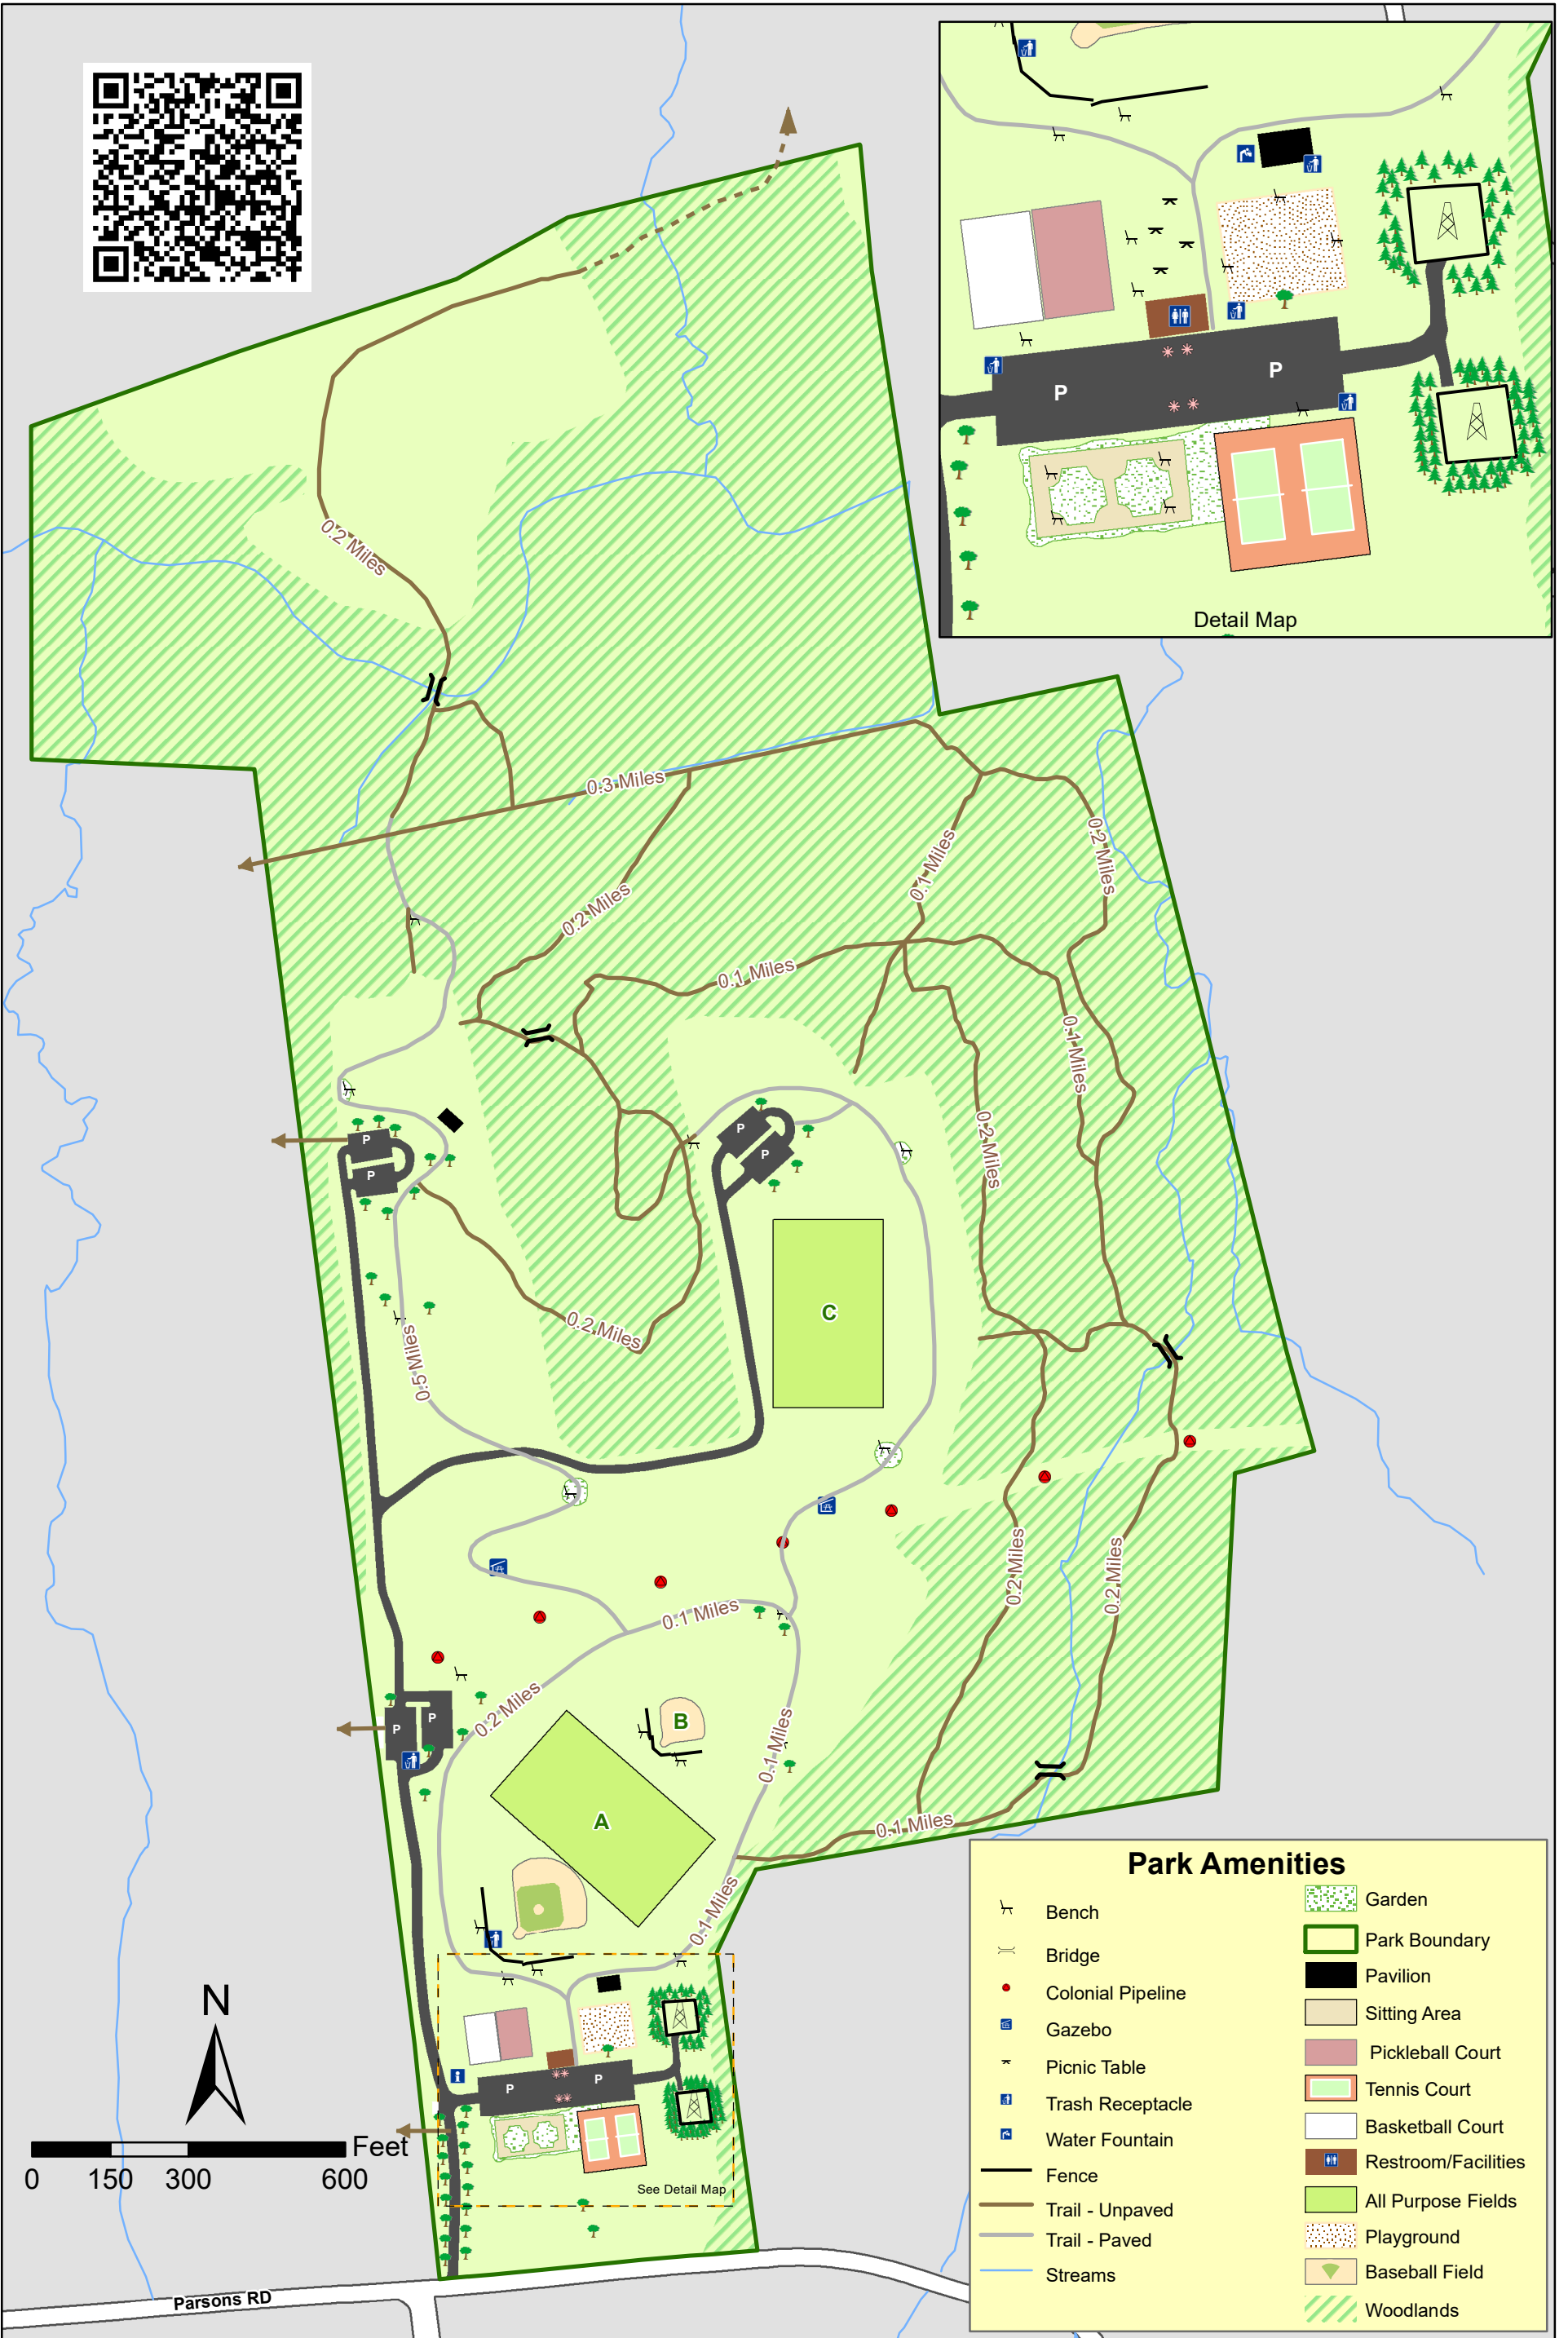 P
P
Detail Map
0.2 Miles
0.3 Miles
0.2 Miles
0.1 Miles
0.2 Miles
0.1 Miles
0.1 Miles
0.2 Miles
P
P
P
P
C
0.2 Miles
0.5 Miles
0.2 Miles
0.2 Miles
0.1 Miles
0.2 Miles
P
P
B
0.1 Miles
A
0.1 Miles
0.1 Miles
P
P
See Detail Map
N
Feet
0 150 300 600
Parsons RD
Park Amenities
Bench
Bridge
Colonial Pipeline
Gazebo
Picnic Table
Trash Receptacle
Water Fountain
Fence
Trail - Unpaved
Trail - Paved
Streams
Garden
Park Boundary
Pavilion
Sitting Area
Pickleball Court
Tennis Court
Basketball Court
Restroom/Facilities
All Purpose Fields
Playground
Baseball Field
Woodlands